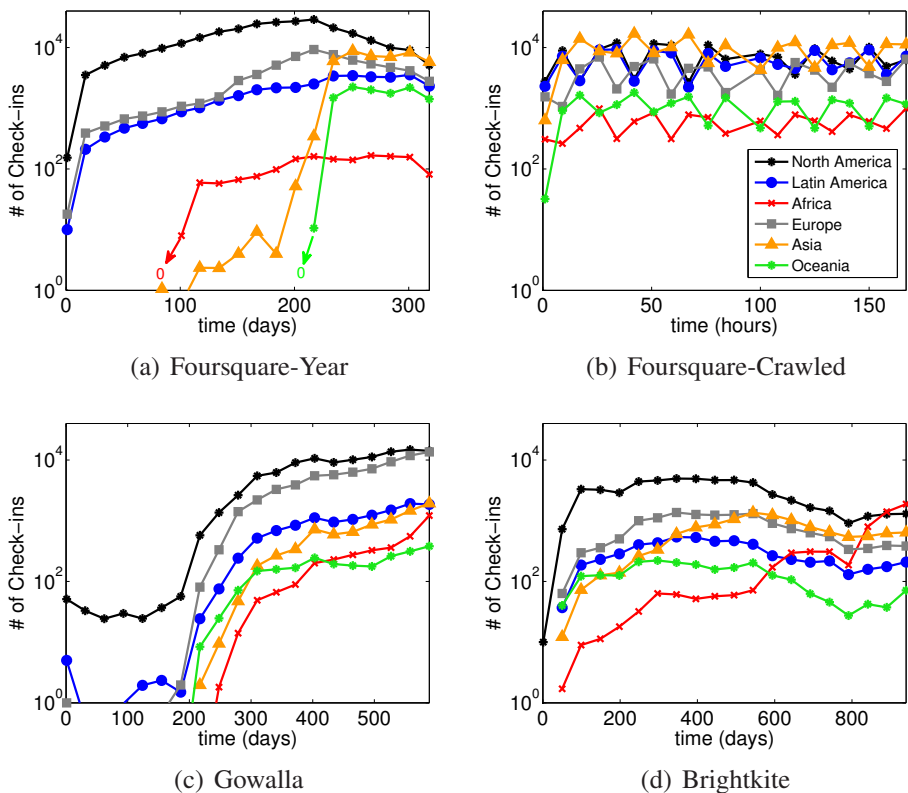 # of Check−ins
10^4
10^2
10^0
0
0
0 100 200 300
time (days)
(a) Foursquare-Year
# of Check−ins
10^4
10^2
10^0
North America
Latin America
Africa
Europe
Asia
Oceania
0 50 100 150
time (hours)
(b) Foursquare-Crawled
# of Check−ins
10^4
10^2
10^0
0 100 200 300 400 500
time (days)
(c) Gowalla
# of Check−ins
10^4
10^2
10^0
0 200 400 600 800
time (days)
(d) Brightkite